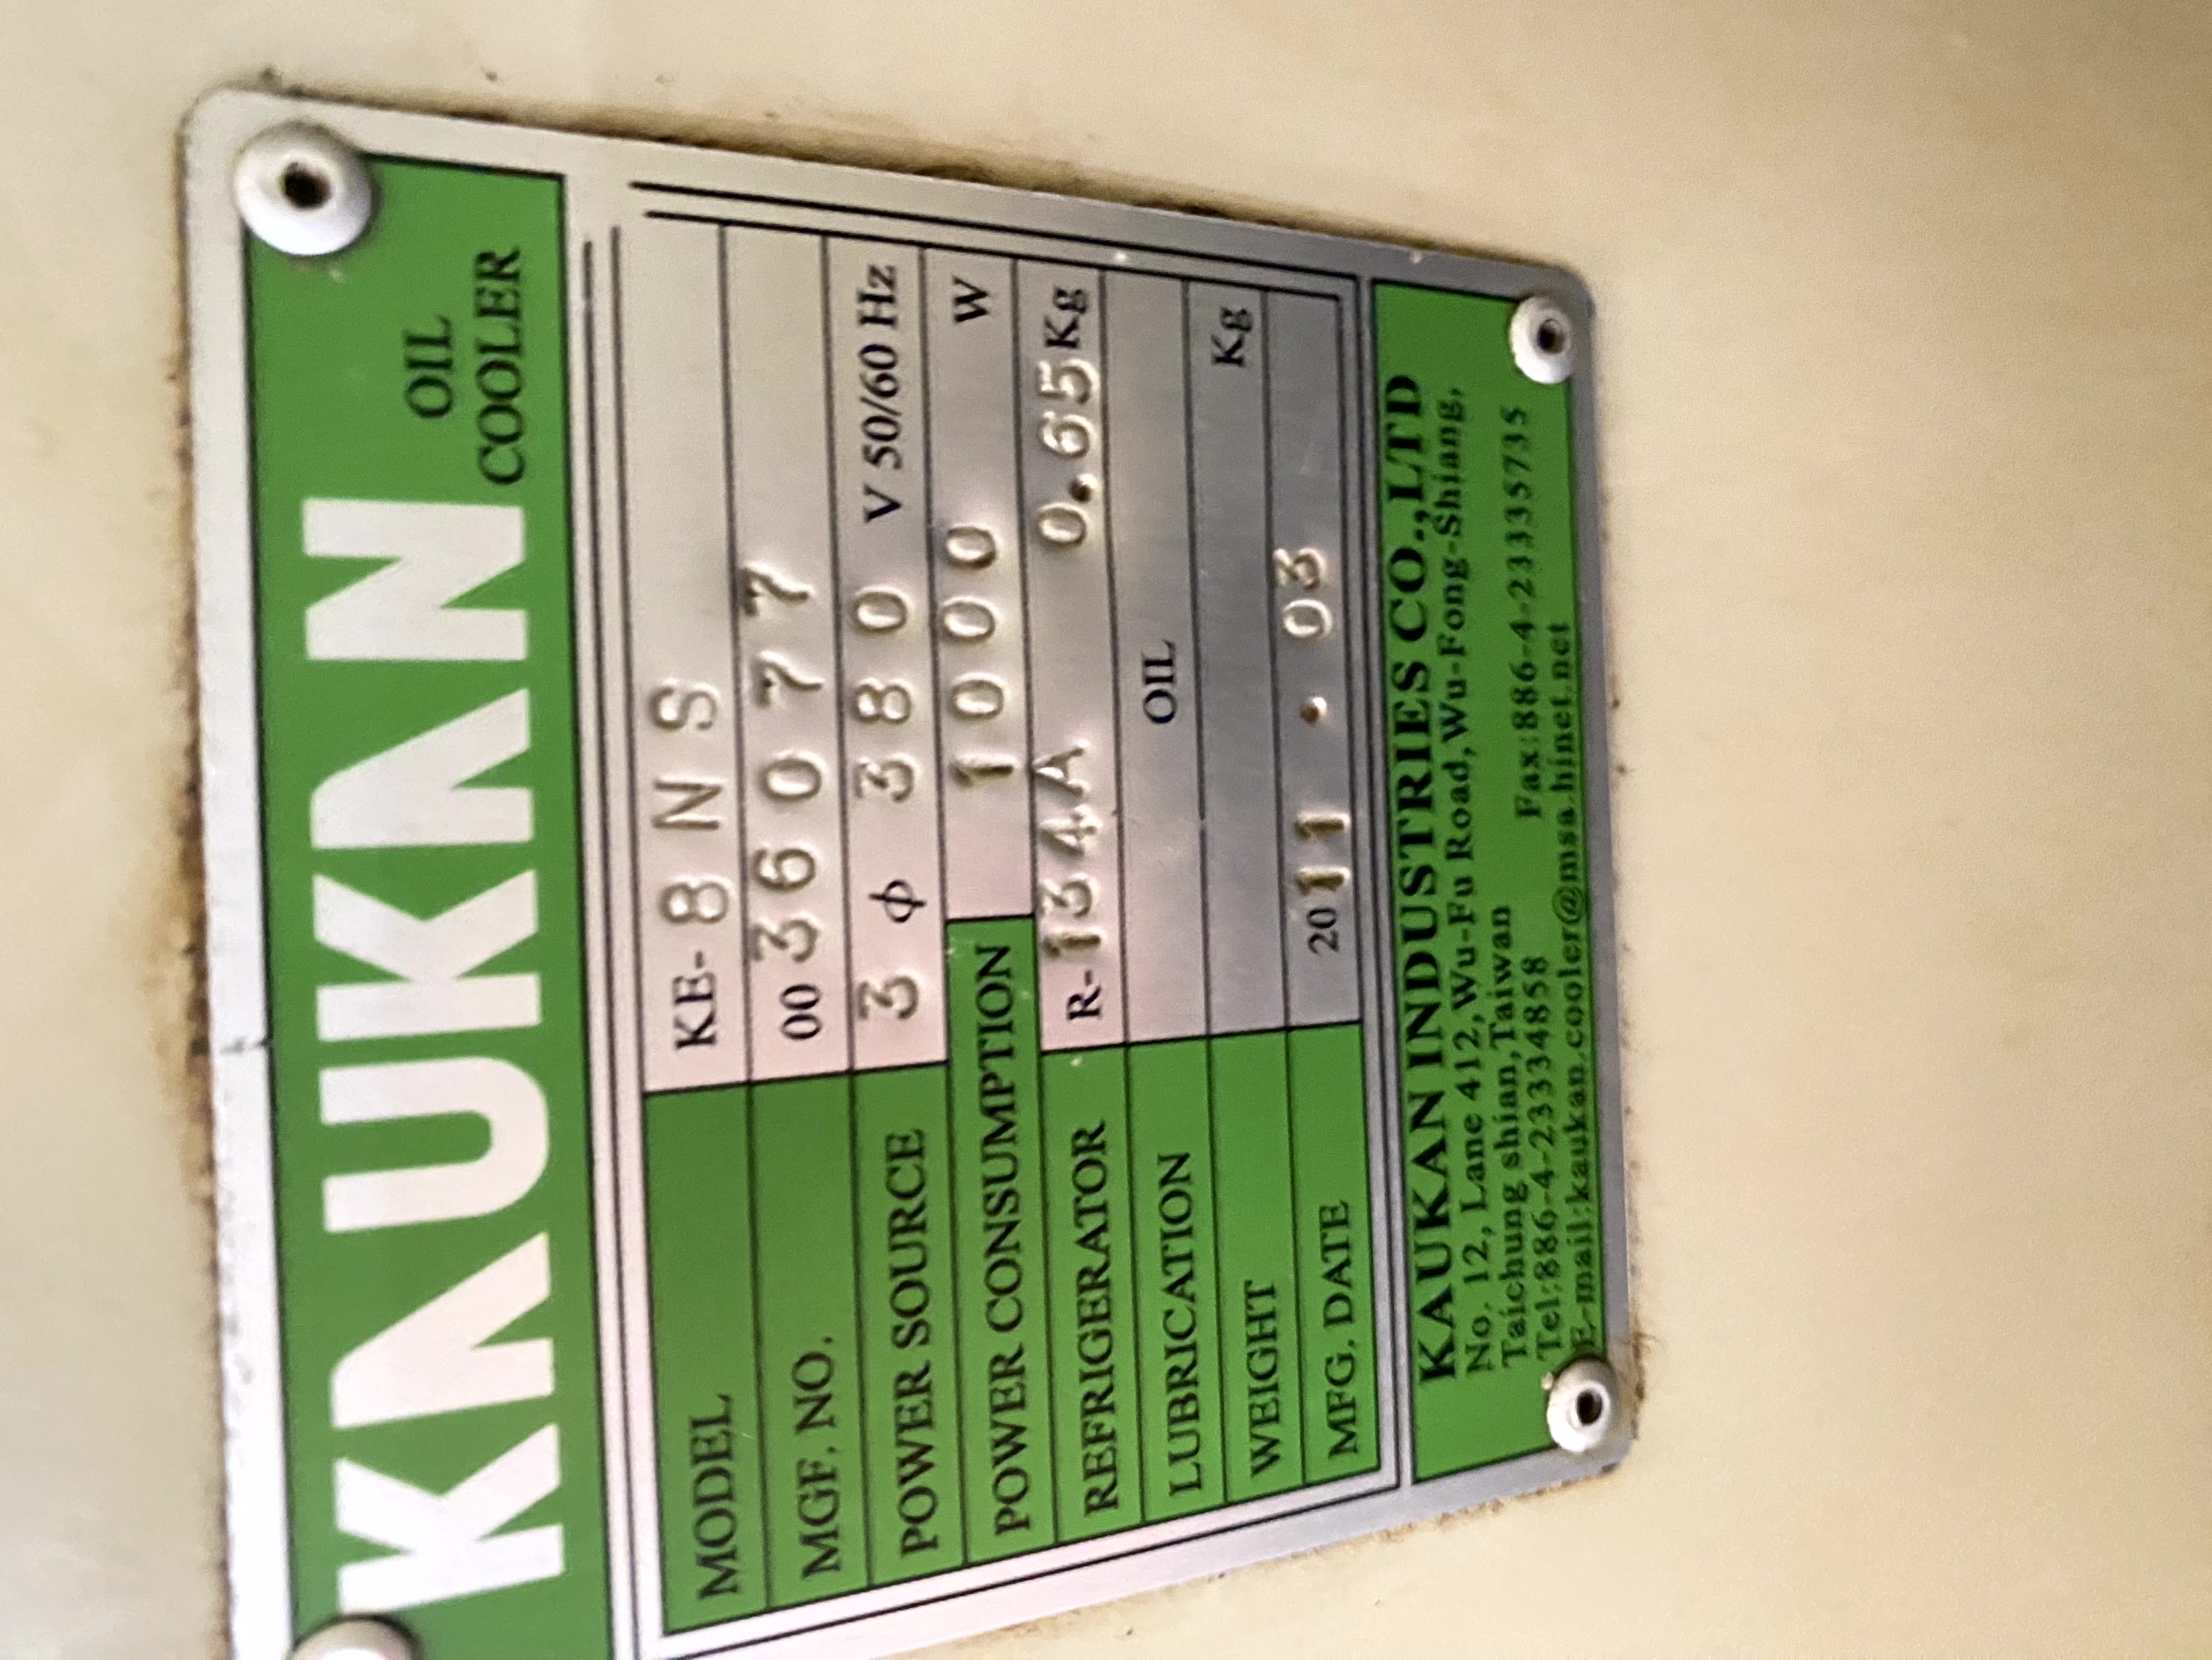 KAUKAN OIL COOLER
MODEL KE-8NS
MGF. NO. 0036077
POWER SOURCE 3 ϕ 380 V 50/60 Hz
POWER CONSUMPTION 1000 W
REFRIGERATOR R-134A 0.65 Kg
LUBRICATION OIL
WEIGHT Kg
MFG. DATE 2011 . 03
KAUKAN INDUSTRIES CO.,LTD
No. 12, Lane 412,Wu-Fu Road,Wu-Fong-Shiang,
Taichung shian,Taiwan
Tel:886-4-23334858 Fax:886-4-23335735
E-mail:kaukan.cooler@msa.hinet.net